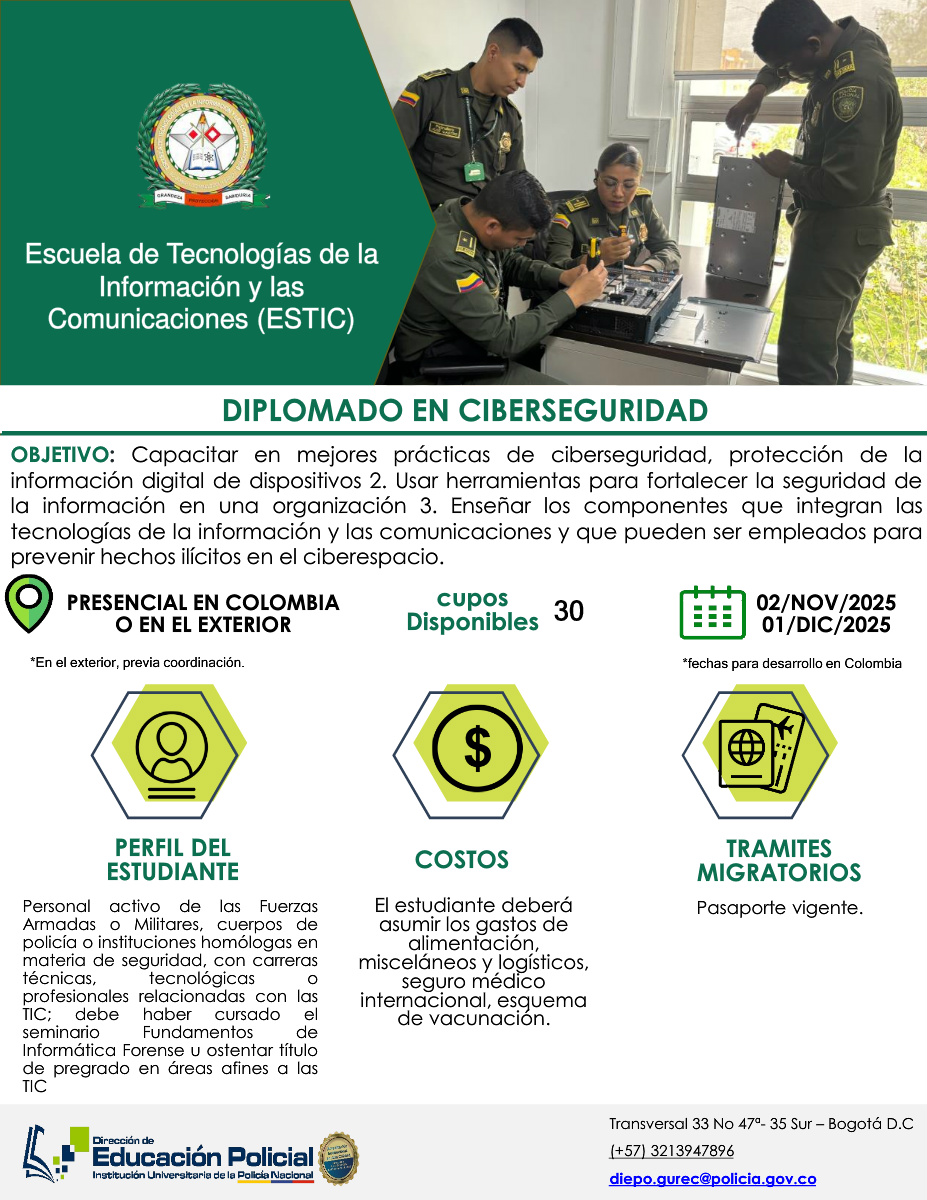 GRANDEZA PROTECCIÓN SABIDURÍA
Escuela de Tecnologías de la
Información y las
Comunicaciones (ESTIC)
DIPLOMADO EN CIBERSEGURIDAD
OBJETIVO: Capacitar en mejores prácticas de ciberseguridad, protección de la
información digital de dispositivos 2. Usar herramientas para fortalecer la seguridad de
la información en una organización 3. Enseñar los componentes que integran las
tecnologías de la información y las comunicaciones y que pueden ser empleados para
prevenir hechos ilícitos en el ciberespacio.
PRESENCIAL EN COLOMBIA
O EN EL EXTERIOR
*En el exterior, previa coordinación.
cupos
Disponibles 30
02/NOV/2025
01/DIC/2025
*fechas para desarrollo en Colombia
PERFIL DEL
ESTUDIANTE
Personal activo de las Fuerzas
Armadas o Militares, cuerpos de
policía o instituciones homólogas en
materia de seguridad, con carreras
técnicas, tecnológicas o
profesionales relacionadas con las
TIC; debe haber cursado el
seminario Fundamentos de
Informática Forense u ostentar título
de pregrado en áreas afines a las
TIC
$
COSTOS
El estudiante deberá
asumir los gastos de
alimentación,
misceláneos y logísticos,
seguro médico
internacional, esquema
de vacunación.
TRAMITES
MIGRATORIOS
Pasaporte vigente.
Dirección de
Educación Policial
Institución Universitaria de la Policía Nacional
Transversal 33 No 47ª- 35 Sur – Bogotá D.C
(+57) 3213947896
diepo.gurec@policia.gov.co